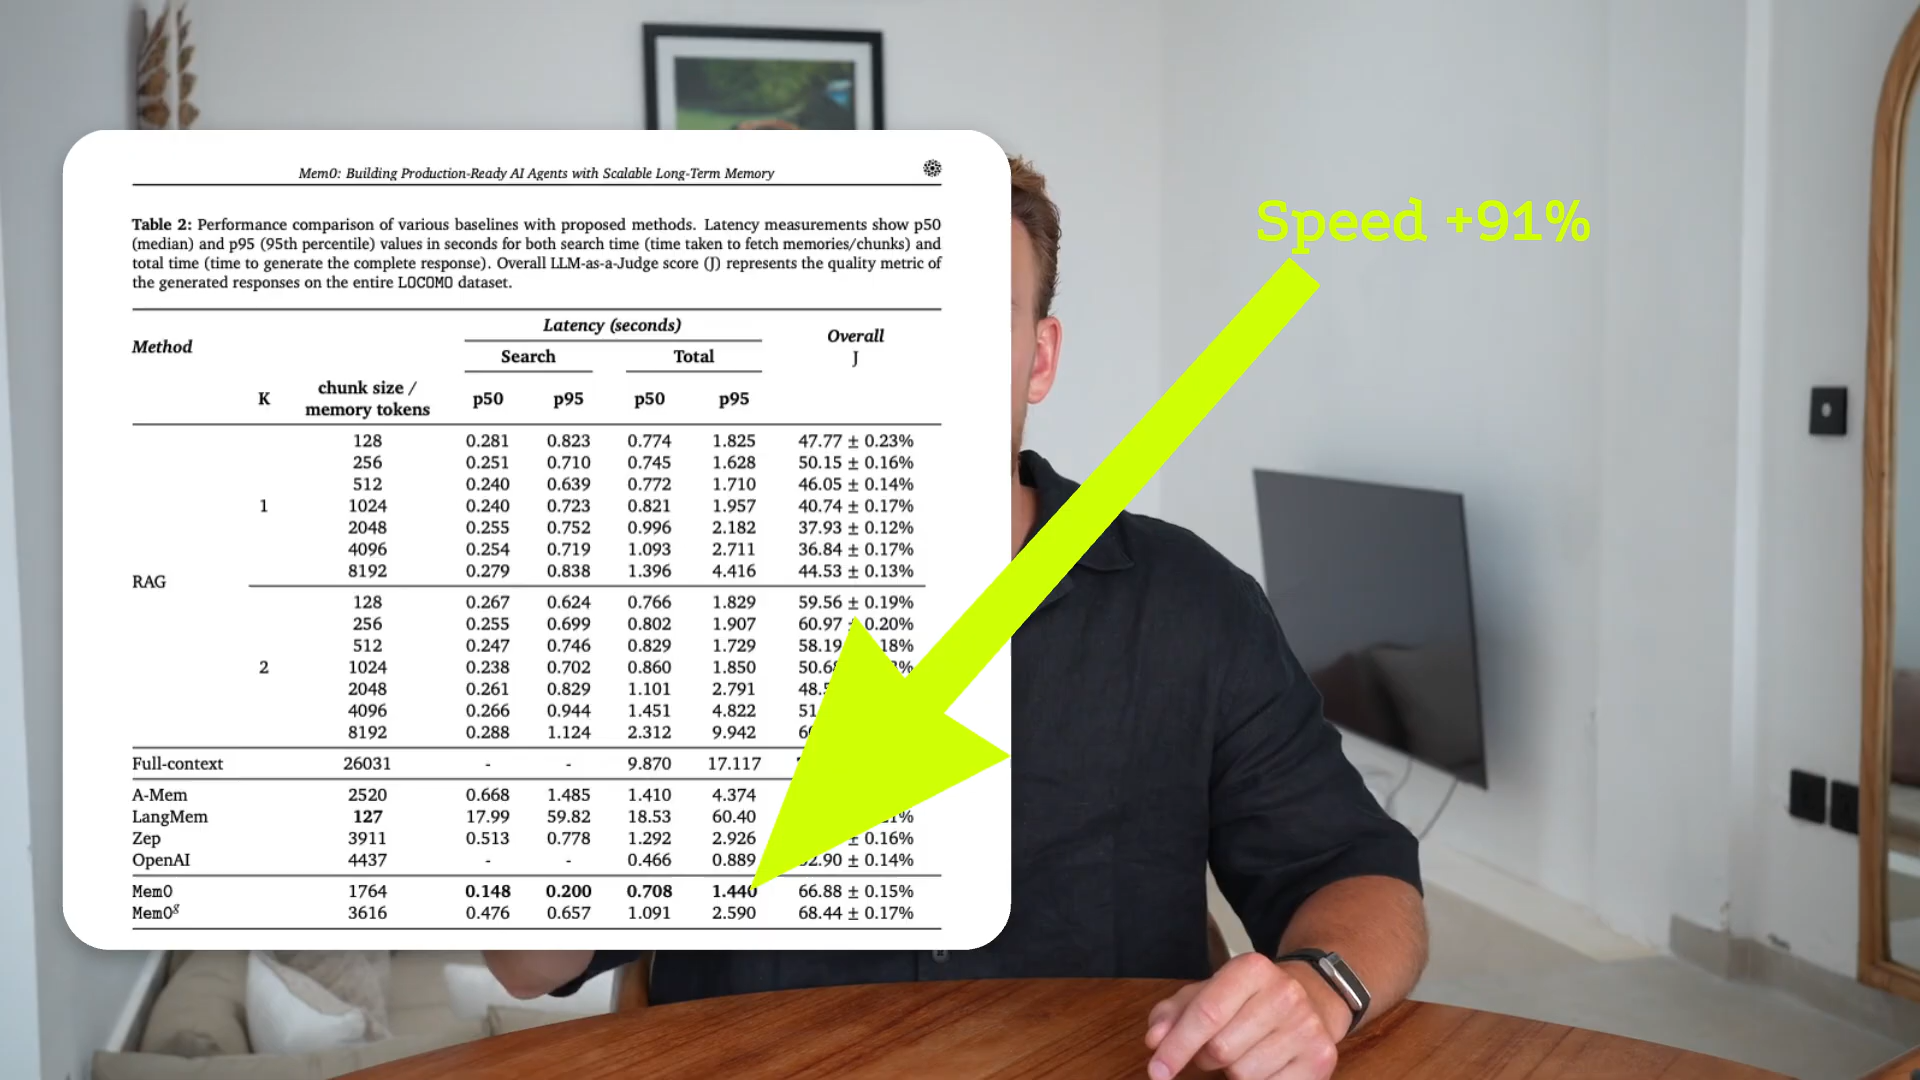 Mem0: Building Production-Ready AI Agents with Scalable Long-Term Memory
Speed +91%
Table 2: Performance comparison of various baselines with proposed methods. Latency measurements show p50
(median) and p95 (95th percentile) values in seconds for both search time (time taken to fetch memories/chunks) and
total time (time to generate the complete response). Overall LLM-as-a-Judge score (J) represents the quality metric of
the generated responses on the entire LOCOMO dataset.
Latency (seconds)
Method Overall
Search Total J
K chunk size / memory tokens p50 p95 p50 p95
128 0.281 0.823 0.774 1.825 47.77 ± 0.23%
256 0.251 0.710 0.745 1.628 50.15 ± 0.16%
512 0.240 0.639 0.772 1.710 46.05 ± 0.14%
1 1024 0.240 0.723 0.821 1.957 40.74 ± 0.17%
2048 0.255 0.752 0.996 2.182 37.93 ± 0.12%
4096 0.254 0.719 1.093 2.711 36.84 ± 0.17%
8192 0.279 0.838 1.396 4.416 44.53 ± 0.13%
RAG
128 0.267 0.624 0.766 1.829 59.56 ± 0.19%
256 0.255 0.699 0.802 1.907 60.97 0.20%
512 0.247 0.746 0.829 1.729 58.19
2 1024 0.238 0.702 0.860 1.850
2048 0.261 0.829 1.101 2.791
4096 0.266 0.944 1.451 4.822
8192 0.288 1.124 2.312 9.942
Full-context 26031 - - 9.870 17.117
A-Mem 2520 0.668 1.485 1.410 4.374
LangMem 127 17.99 59.82 18.53 60.40
Zep 3911 0.513 0.778 1.292 2.926 ± 0.16%
OpenAI 4437 - - 0.466 0.889 ± 0.14%
Mem0 1764 0.148 0.200 0.708 1.440 66.88 ± 0.15%
Mem0g 3616 0.476 0.657 1.091 2.590 68.44 ± 0.17%